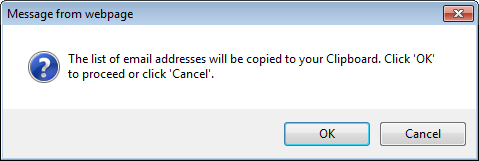 Message from webpage
The list of email addresses will be copied to your Clipboard. Click 'OK'
to proceed or click 'Cancel'.
OK
Cancel